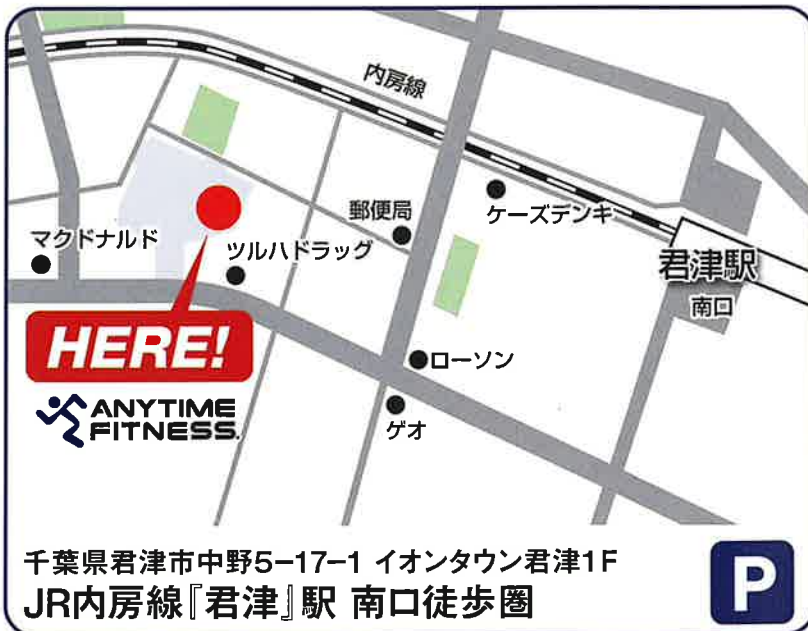 内房線
郵便局
ケーズデンキ
マクドナルド
ツルハドラッグ
君津駅
南口
HERE!
ローソン
ANYTIME
FITNESS.
ゲオ
千葉県君津市中野5-17-1 イオンタウン君津1F
JR内房線『君津』駅 南口徒歩圏
P